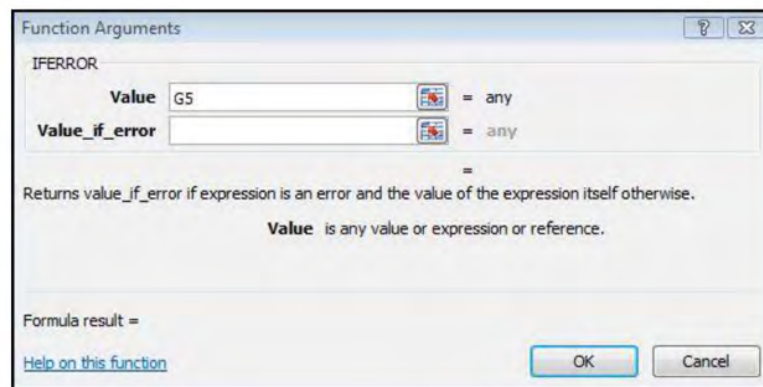 Function Arguments
IFERROR
Value G5 = any
Value_if_error = any
=
Returns value_if_error if expression is an error and the value of the expression itself otherwise.
Value is any value or expression or reference.
Formula result =
Help on this function OK Cancel